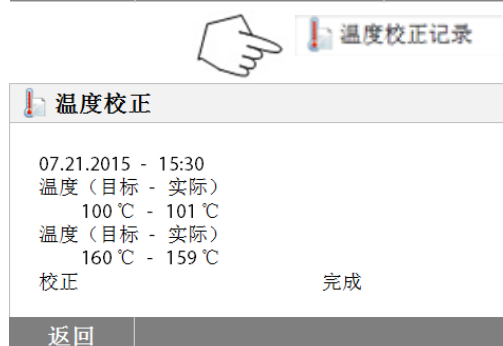 温度校正记录
温度校正
07.21.2015 - 15:30
温度（目标 - 实际）
100 ℃ - 101 ℃
温度（目标 - 实际）
160 ℃ - 159 ℃
校正 完成
返回